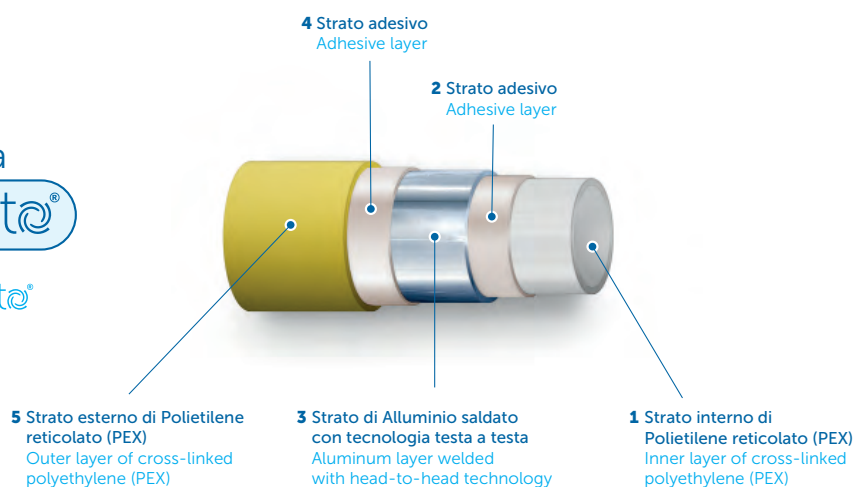 4 Strato adesivo
Adhesive layer
2 Strato adesivo
Adhesive layer
5 Strato esterno di Polietilene
reticolato (PEX)
Outer layer of cross-linked
polyethylene (PEX)
3 Strato di Alluminio saldato
con tecnologia testa a testa
Aluminum layer welded
with head-to-head technology
1 Strato interno di
Polietilene reticolato (PEX)
Inner layer of cross-linked
polyethylene (PEX)